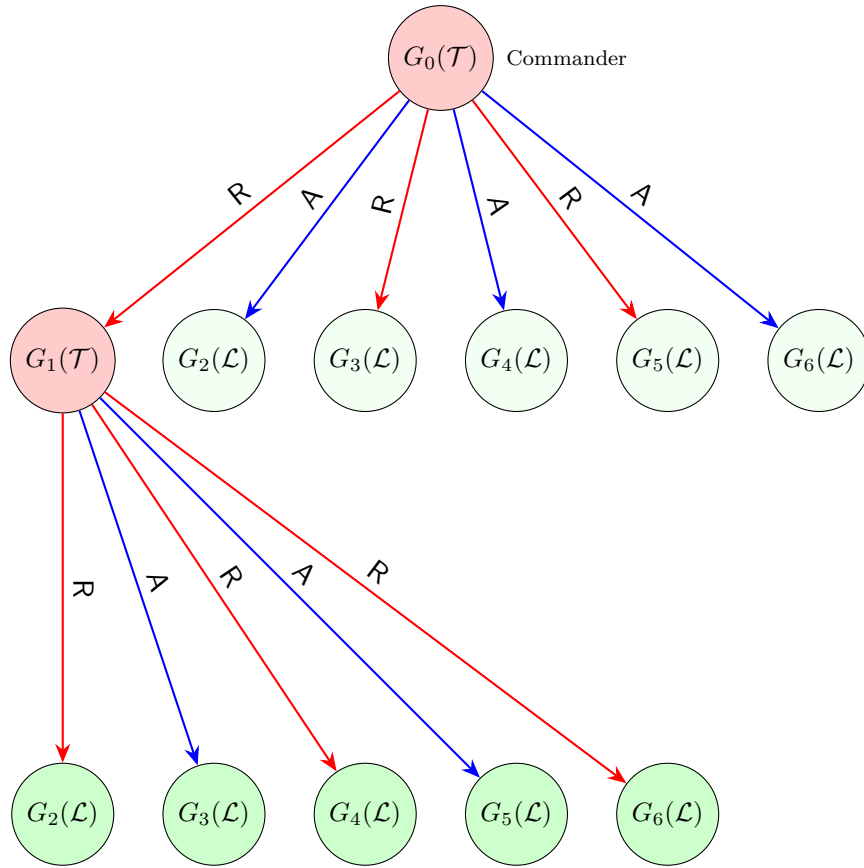 G₀(𝒯) Commander
R A R A R A
G₁(𝒯) G₂(ℒ) G₃(ℒ) G₄(ℒ) G₅(ℒ) G₆(ℒ)
R A R A R
G₂(ℒ) G₃(ℒ) G₄(ℒ) G₅(ℒ) G₆(ℒ)